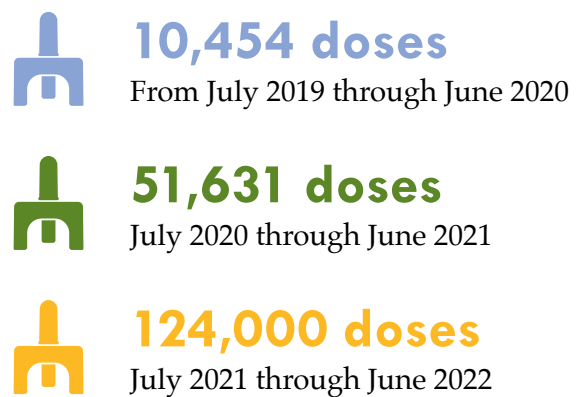 10,454 doses
From July 2019 through June 2020
51,631 doses
July 2020 through June 2021
124,000 doses
July 2021 through June 2022